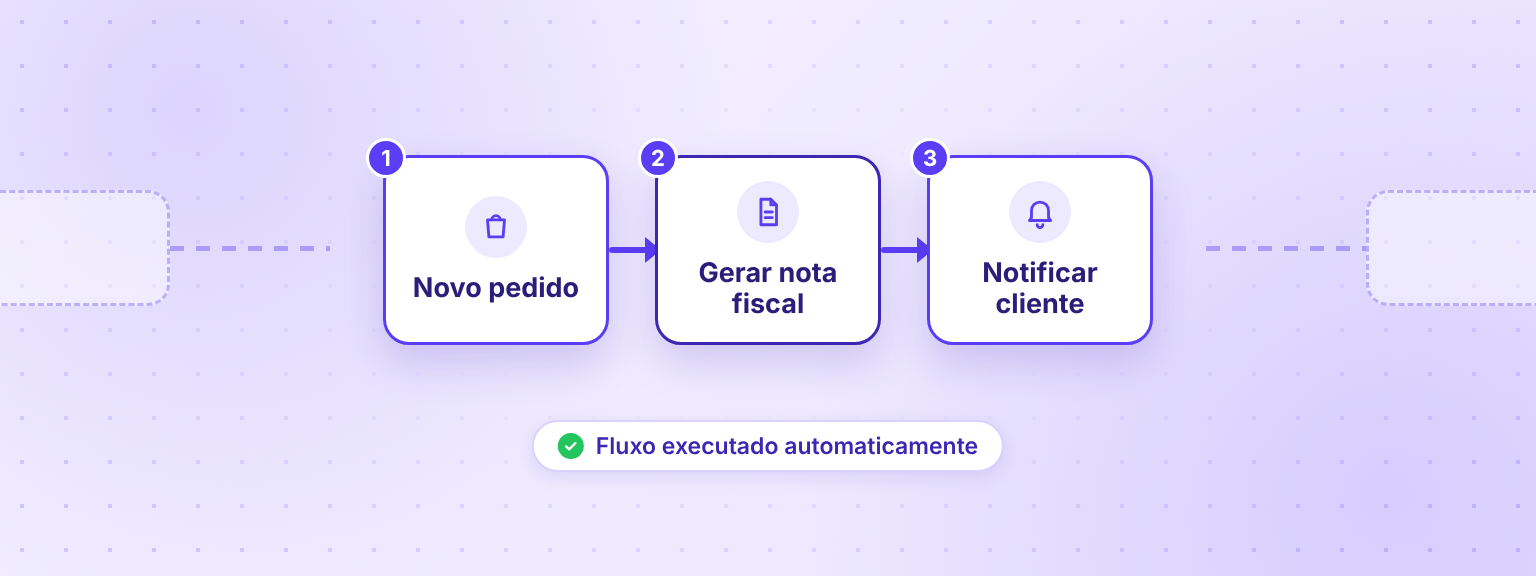 1
Novo pedido
2
Gerar nota
fiscal
3
Notificar
cliente
Fluxo executado automaticamente